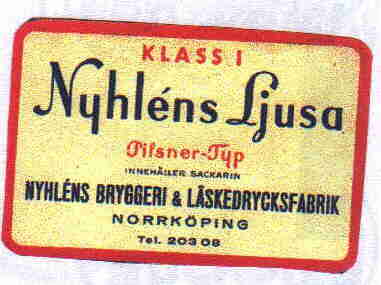 KLASS I
Nyhléns Ljusa
Pilsner-Typ
INNEHÅLLER SACKARIN
NYHLÉNS BRYGGERI & LÄSKEDRYCKSFABRIK
NORRKÖPING
Tel. 203 08